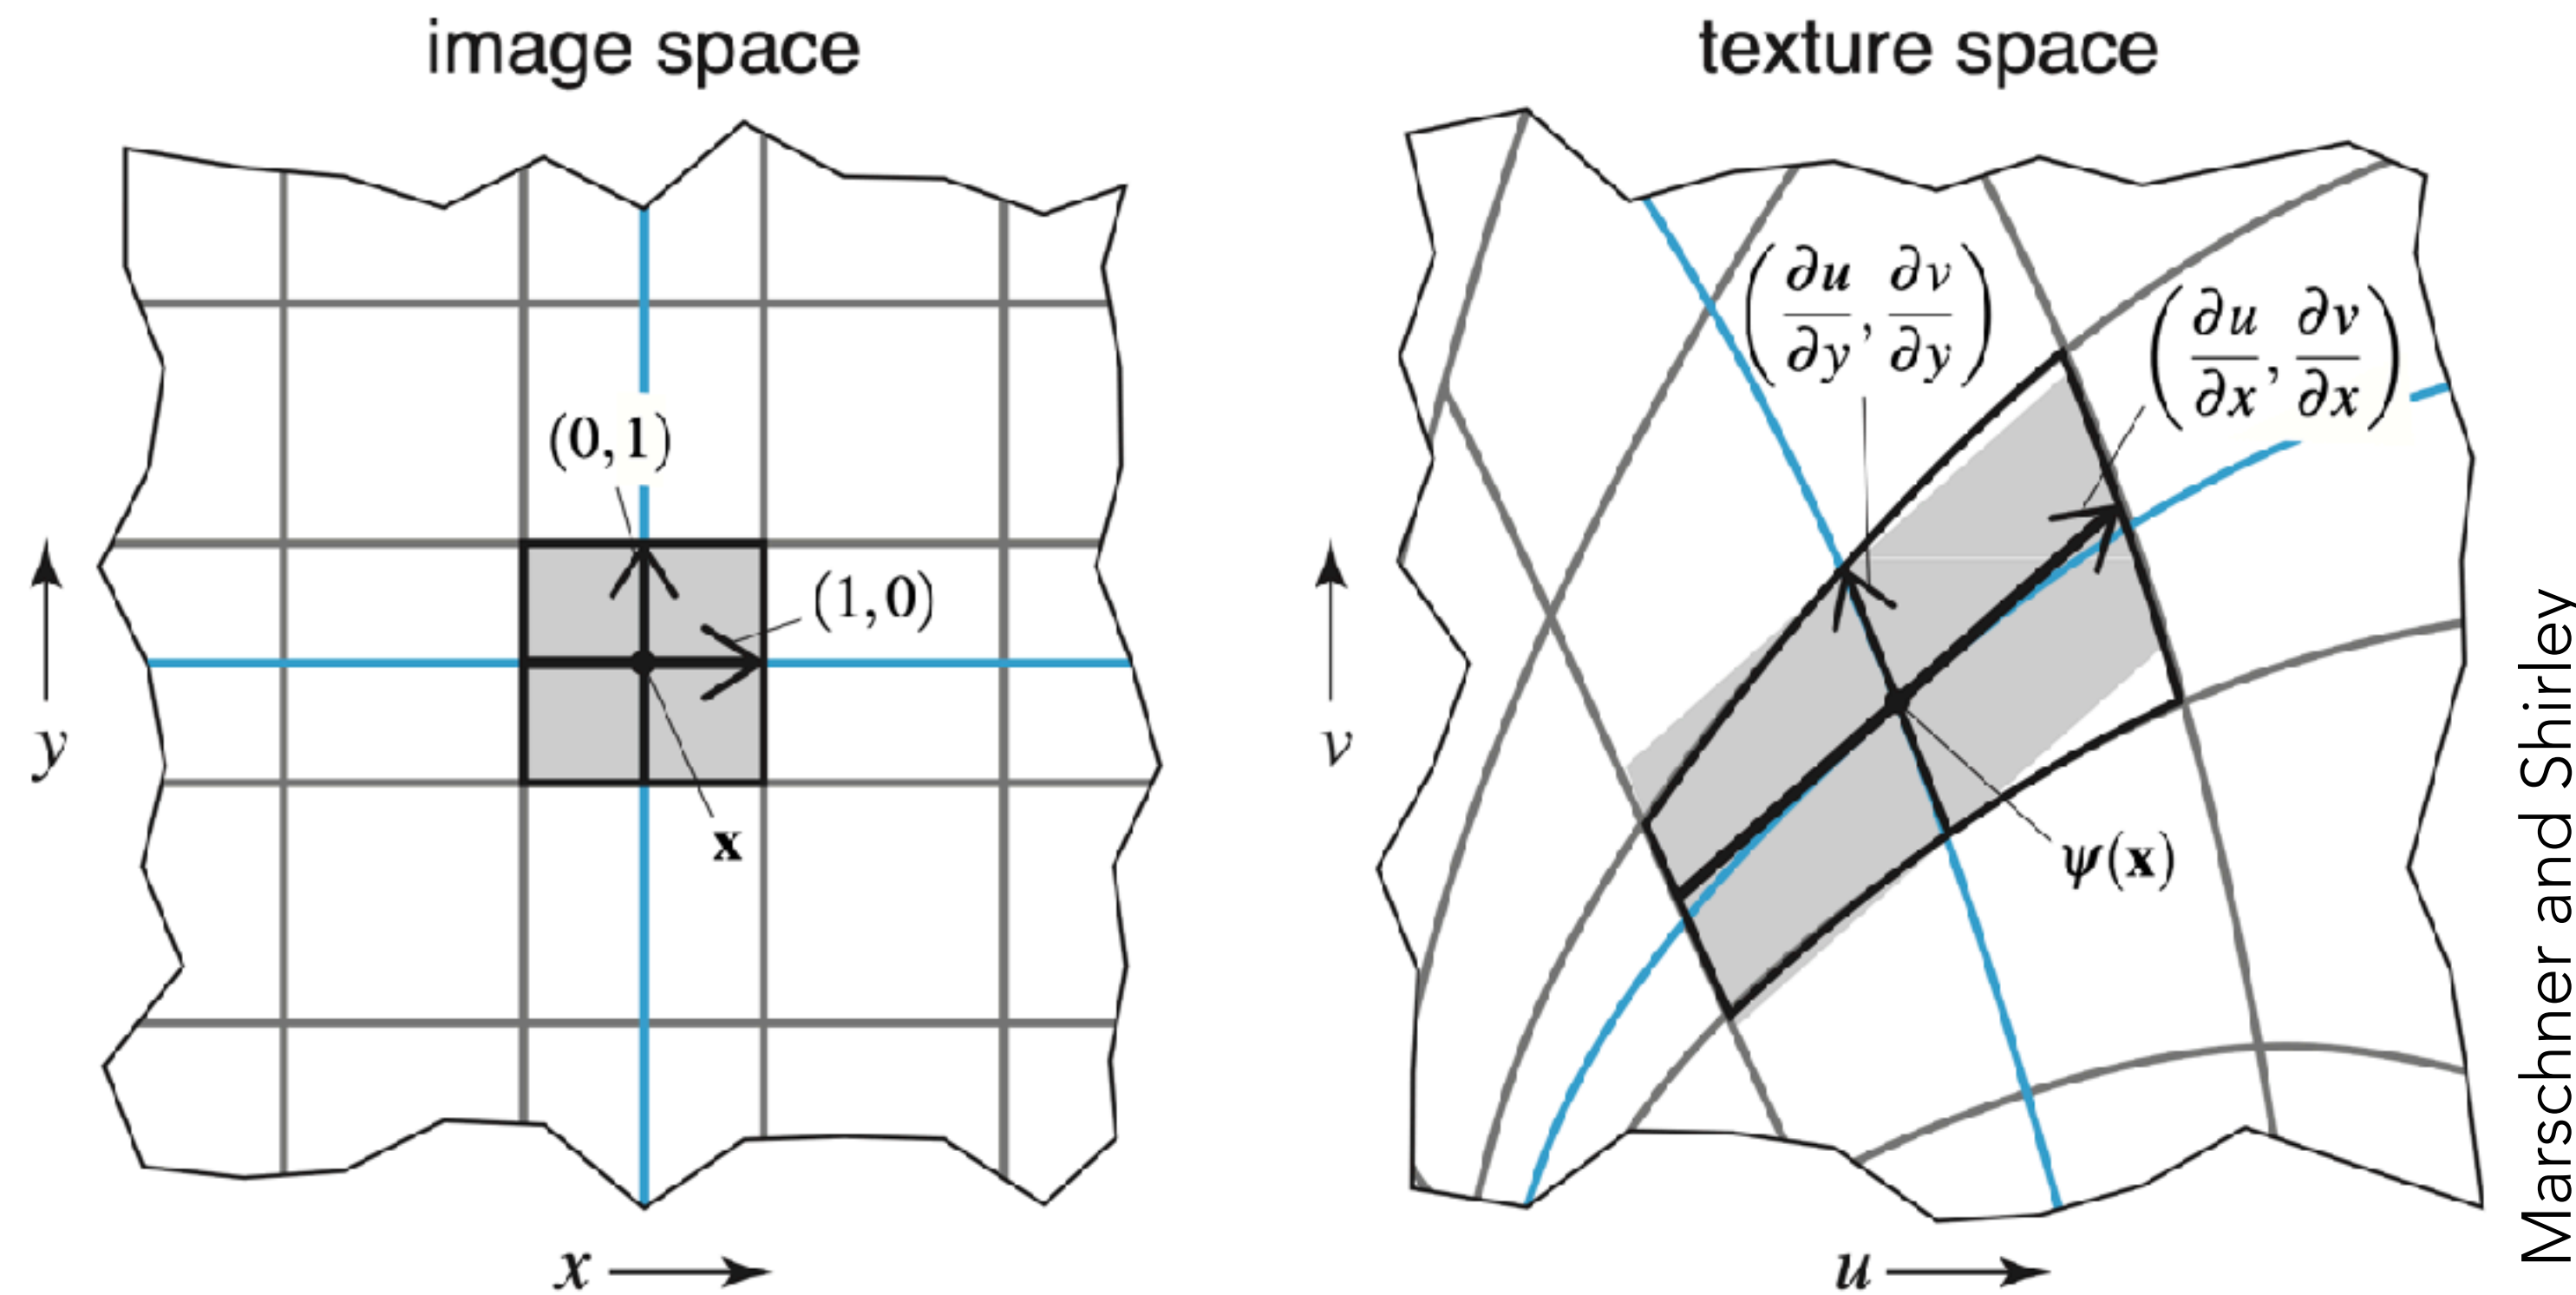 image space
texture space
(0,1)
(1,0)
x
y
x
(∂u/∂y, ∂v/∂y)
(∂u/∂x, ∂v/∂x)
ψ(x)
v
u
Marschner and Shirley